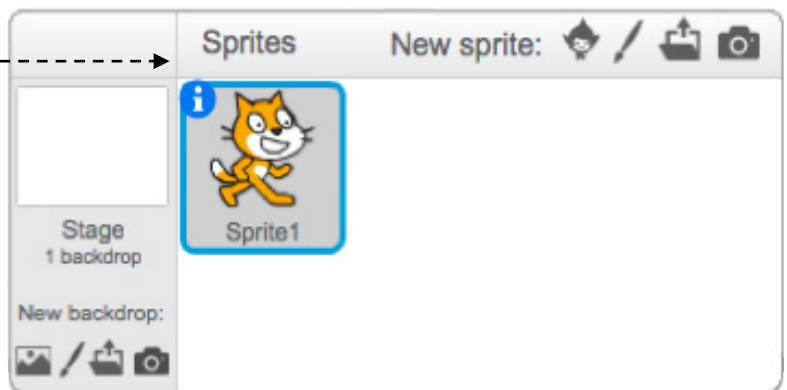 Sprites New sprite:
i
Sprite1
Stage
1 backdrop
New backdrop: